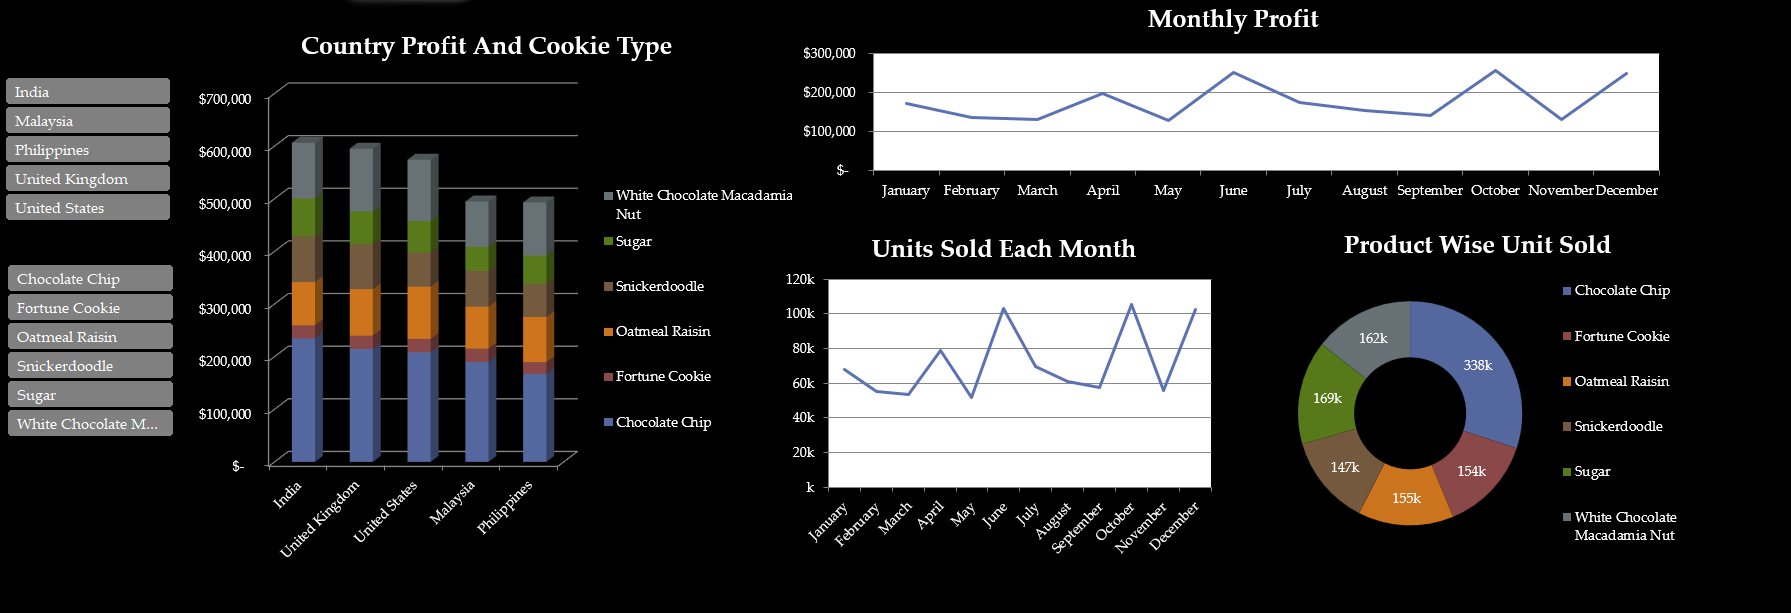 Country Profit And Cookie Type
India
Malaysia
Philippines
United Kingdom
United States
Chocolate Chip
Fortune Cookie
Oatmeal Raisin
Snickerdoodle
Sugar
White Chocolate M...
$700,000
$600,000
$500,000
$400,000
$300,000
$200,000
$100,000
$-
India
United Kingdom
United States
Malaysia
Philippines
White Chocolate Macadamia
Nut
Sugar
Snickerdoodle
Oatmeal Raisin
Fortune Cookie
Chocolate Chip
Monthly Profit
$300,000
$200,000
$100,000
$-
January February March April May June July August September October November December
Units Sold Each Month
120k
100k
80k
60k
40k
20k
k
January
February
March
April
May
June
July
August
September
October
November
December
Product Wise Unit Sold
338k
154k
155k
147k
169k
162k
Chocolate Chip
Fortune Cookie
Oatmeal Raisin
Snickerdoodle
Sugar
White Chocolate
Macadamia Nut